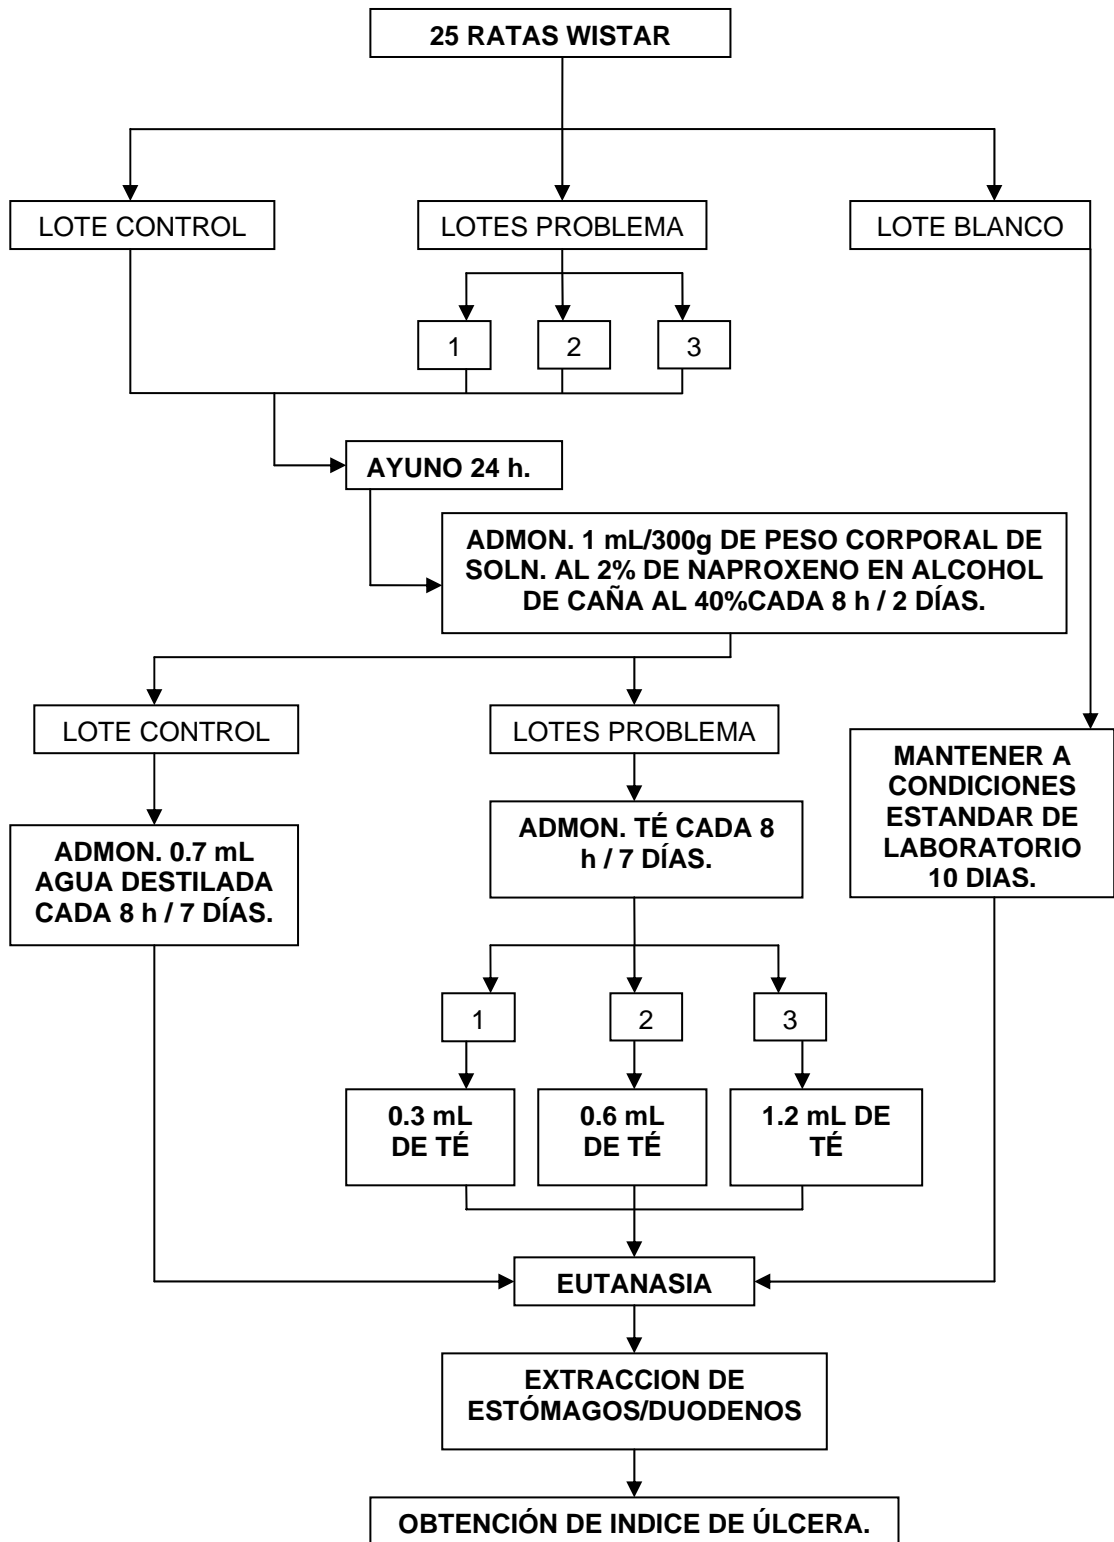 25 RATAS WISTAR
LOTE CONTROL
LOTES PROBLEMA
LOTE BLANCO
1
2
3
AYUNO 24 h.
ADMON. 1 mL/300g DE PESO CORPORAL DE
SOLN. AL 2% DE NAPROXENO EN ALCOHOL
DE CAÑA AL 40%CADA 8 h / 2 DÍAS.
LOTE CONTROL
LOTES PROBLEMA
MANTENER A
CONDICIONES
ESTANDAR DE
LABORATORIO
10 DIAS.
ADMON. 0.7 mL
AGUA DESTILADA
CADA 8 h / 7 DÍAS.
ADMON. TÉ CADA 8
h / 7 DÍAS.
1
2
3
0.3 mL
DE TÉ
0.6 mL
DE TÉ
1.2 mL DE
TÉ
EUTANASIA
EXTRACCION DE
ESTÓMAGOS/DUODENOS
OBTENCIÓN DE INDICE DE ÚLCERA.